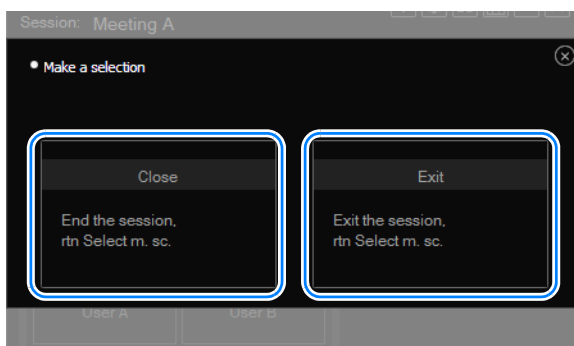 Session: Meeting A
Make a selection
Close
Exit
End the session,
rtn Select m. sc.
Exit the session,
rtn Select m. sc.
User A
User B